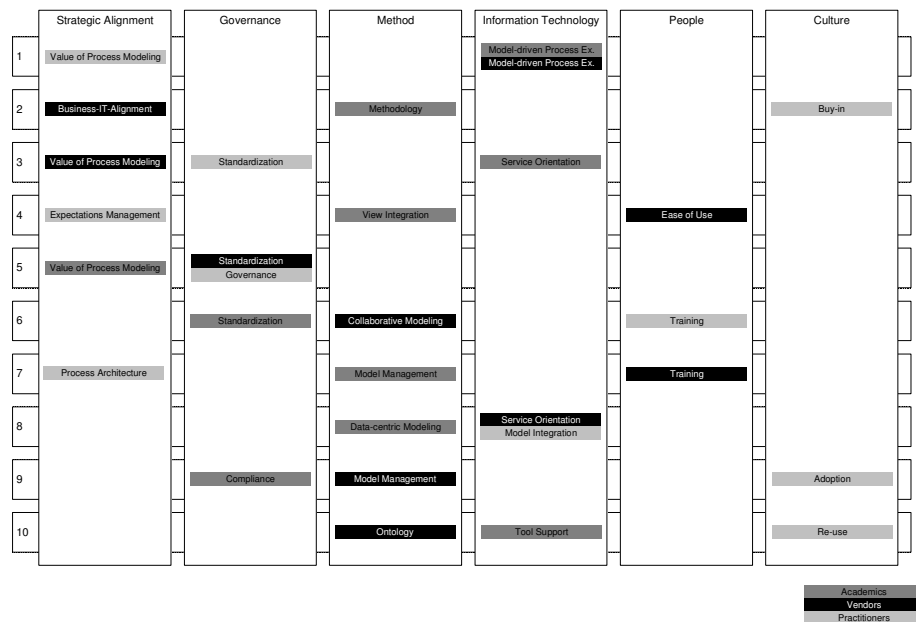 Strategic Alignment Governance Method Information Technology People Culture
1 Value of Process Modeling Model-driven Process Ex.
Model-driven Process Ex.
2 Business-IT-Alignment Methodology Buy-in
3 Value of Process Modeling Standardization Service Orientation
4 Expectations Management View Integration Ease of Use
5 Value of Process Modeling Standardization
Governance
6 Standardization Collaborative Modeling Training
7 Process Architecture Model Management Training
8 Data-centric Modeling Service Orientation
Model Integration
9 Compliance Model Management Adoption
10 Ontology Tool Support Re-use
Academics
Vendors
Practitioners